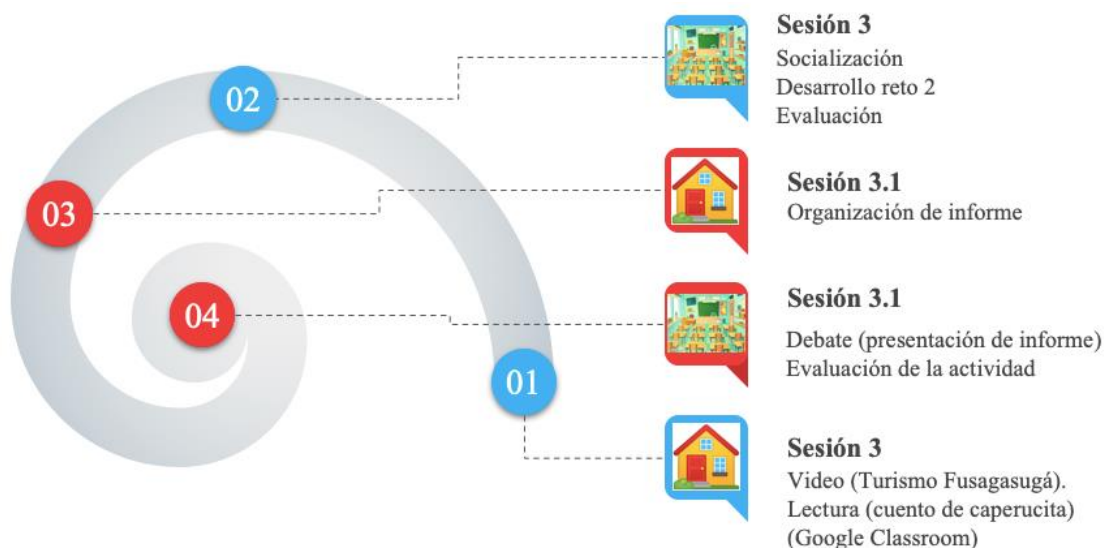 02
03
04
01
Sesión 3
Socialización
Desarrollo reto 2
Evaluación
Sesión 3.1
Organización de informe
Sesión 3.1
Debate (presentación de informe)
Evaluación de la actividad
Sesión 3
Video (Turismo Fusagasugá).
Lectura (cuento de caperucita)
(Google Classroom)